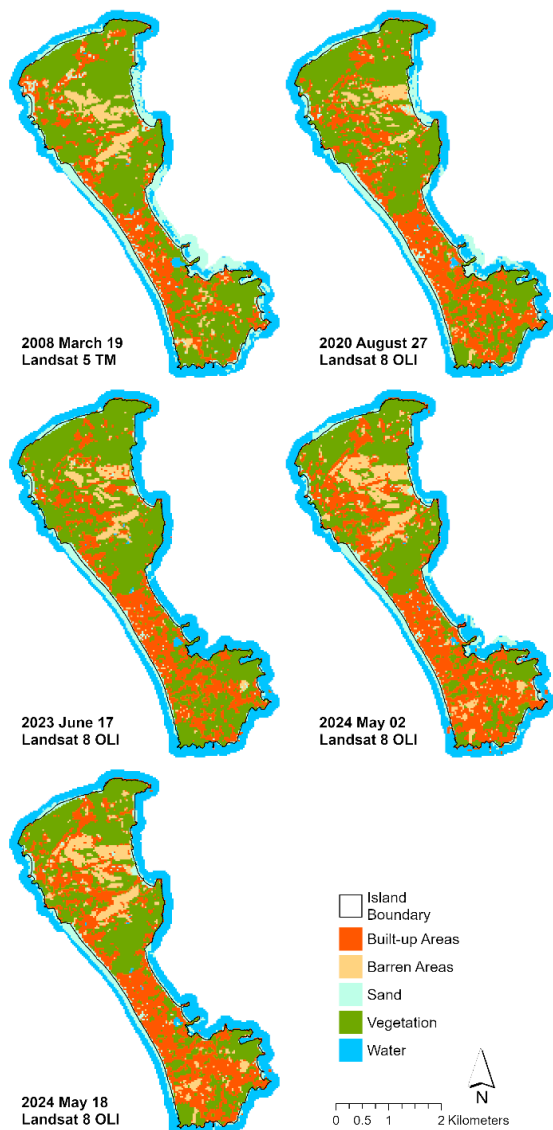 2008 March 19
Landsat 5 TM
2020 August 27
Landsat 8 OLI
2023 June 17
Landsat 8 OLI
2024 May 02
Landsat 8 OLI
2024 May 18
Landsat 8 OLI
Island
Boundary
Built-up Areas
Barren Areas
Sand
Vegetation
Water
N
0 0.5 1 2 Kilometers